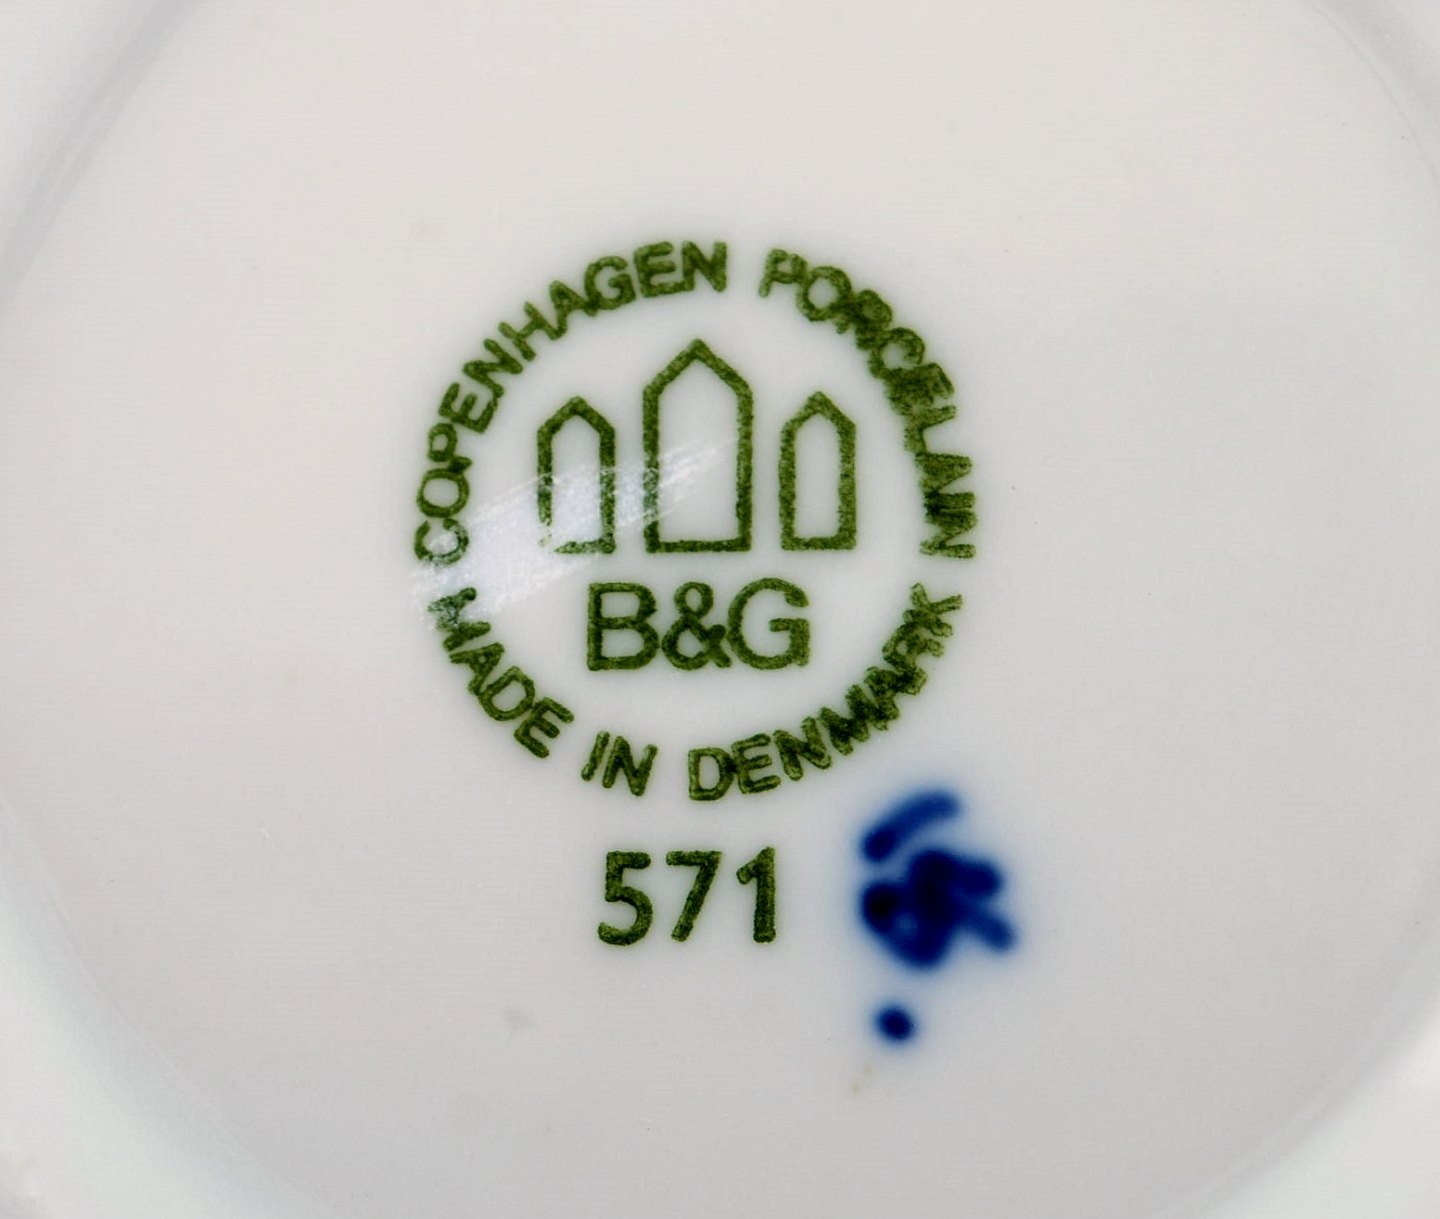 COPENHAGEN PORCELAIN
B&G
MADE IN DENMARK
571